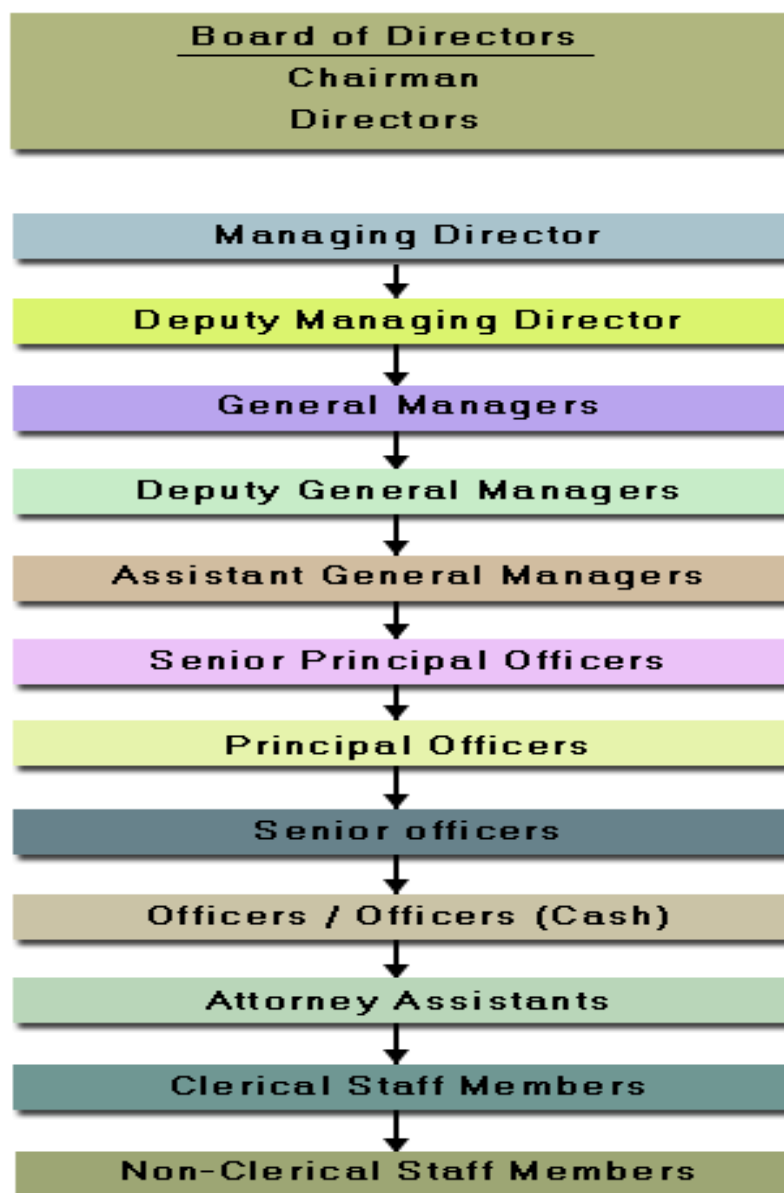 Board of Directors
Chairman
Directors
Managing Director
Deputy Managing Director
General Managers
Deputy General Managers
Assistant General Managers
Senior Principal Officers
Principal Officers
Senior officers
Officers / Officers (Cash)
Attorney Assistants
Clerical Staff Members
Non-Clerical Staff Members